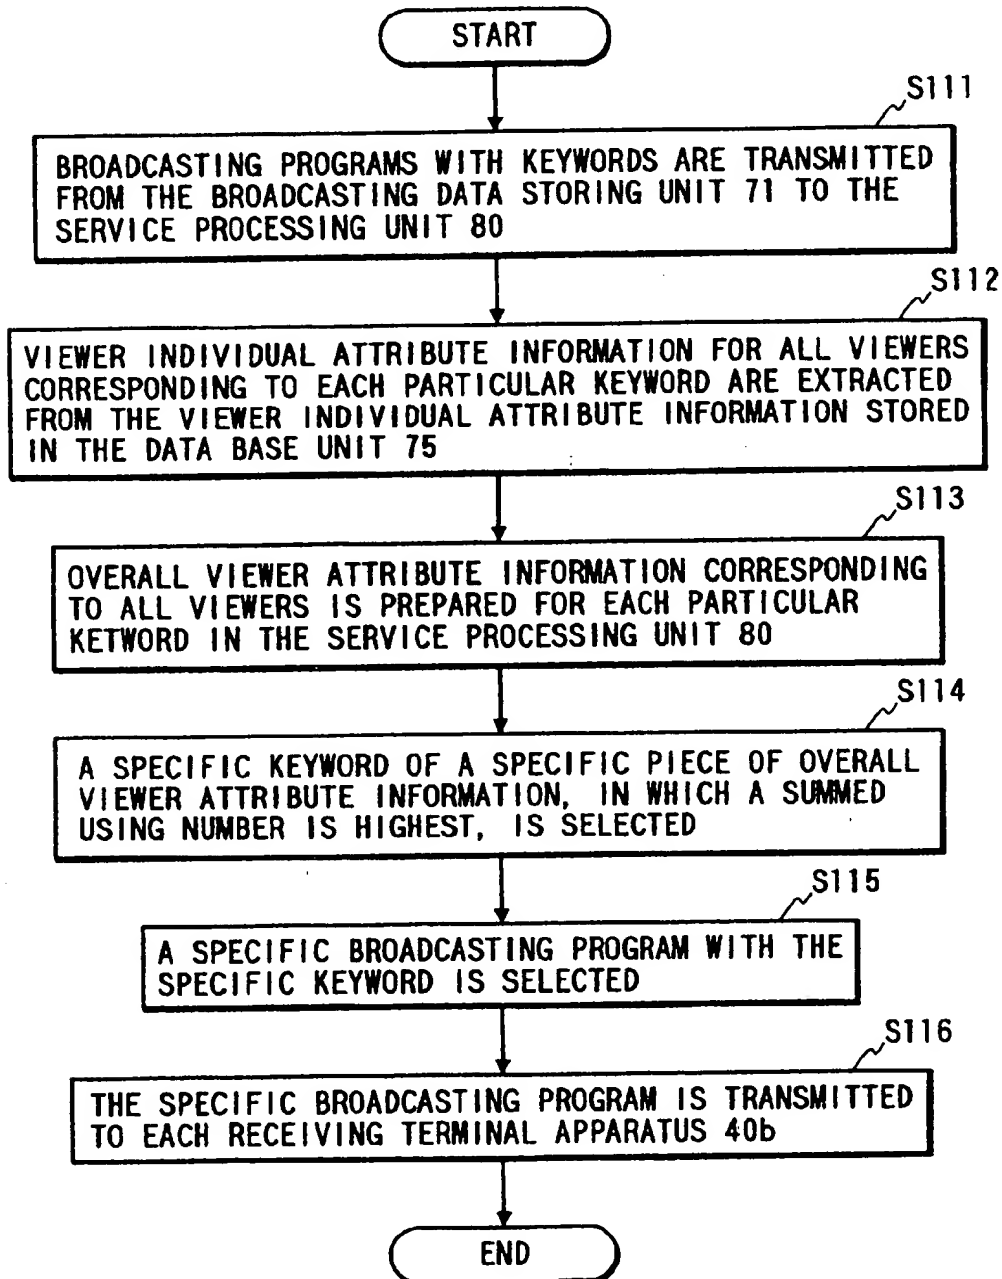 START
S111
BROADCASTING PROGRAMS WITH KEYWORDS ARE TRANSMITTED
FROM THE BROADCASTING DATA STORING UNIT 71 TO THE
SERVICE PROCESSING UNIT 80
S112
VIEWER INDIVIDUAL ATTRIBUTE INFORMATION FOR ALL VIEWERS
CORRESPONDING TO EACH PARTICULAR KEYWORD ARE EXTRACTED
FROM THE VIEWER INDIVIDUAL ATTRIBUTE INFORMATION STORED
IN THE DATA BASE UNIT 75
S113
OVERALL VIEWER ATTRIBUTE INFORMATION CORRESPONDING
TO ALL VIEWERS IS PREPARED FOR EACH PARTICULAR
KETWORD IN THE SERVICE PROCESSING UNIT 80
S114
A SPECIFIC KEYWORD OF A SPECIFIC PIECE OF OVERALL
VIEWER ATTRIBUTE INFORMATION, IN WHICH A SUMMED
USING NUMBER IS HIGHEST, IS SELECTED
S115
A SPECIFIC BROADCASTING PROGRAM WITH THE
SPECIFIC KEYWORD IS SELECTED
S116
THE SPECIFIC BROADCASTING PROGRAM IS TRANSMITTED
TO EACH RECEIVING TERMINAL APPARATUS 40b
END